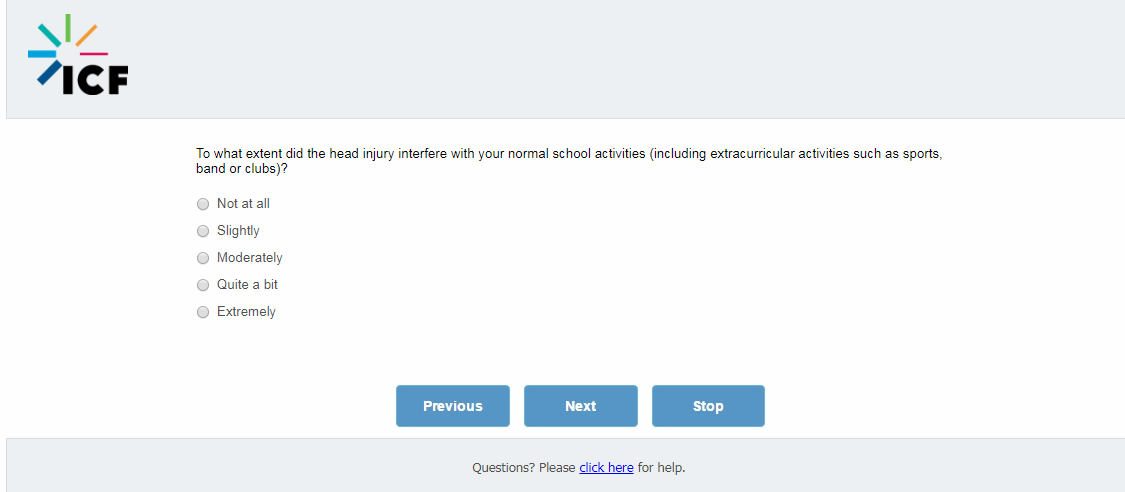 ICF
To what extent did the head injury interfere with your normal school activities (including extracurricular activities such as sports,
band or clubs)?
Not at all
Slightly
Moderately
Quite a bit
Extremely
Previous Next Stop
Questions? Please click here for help.